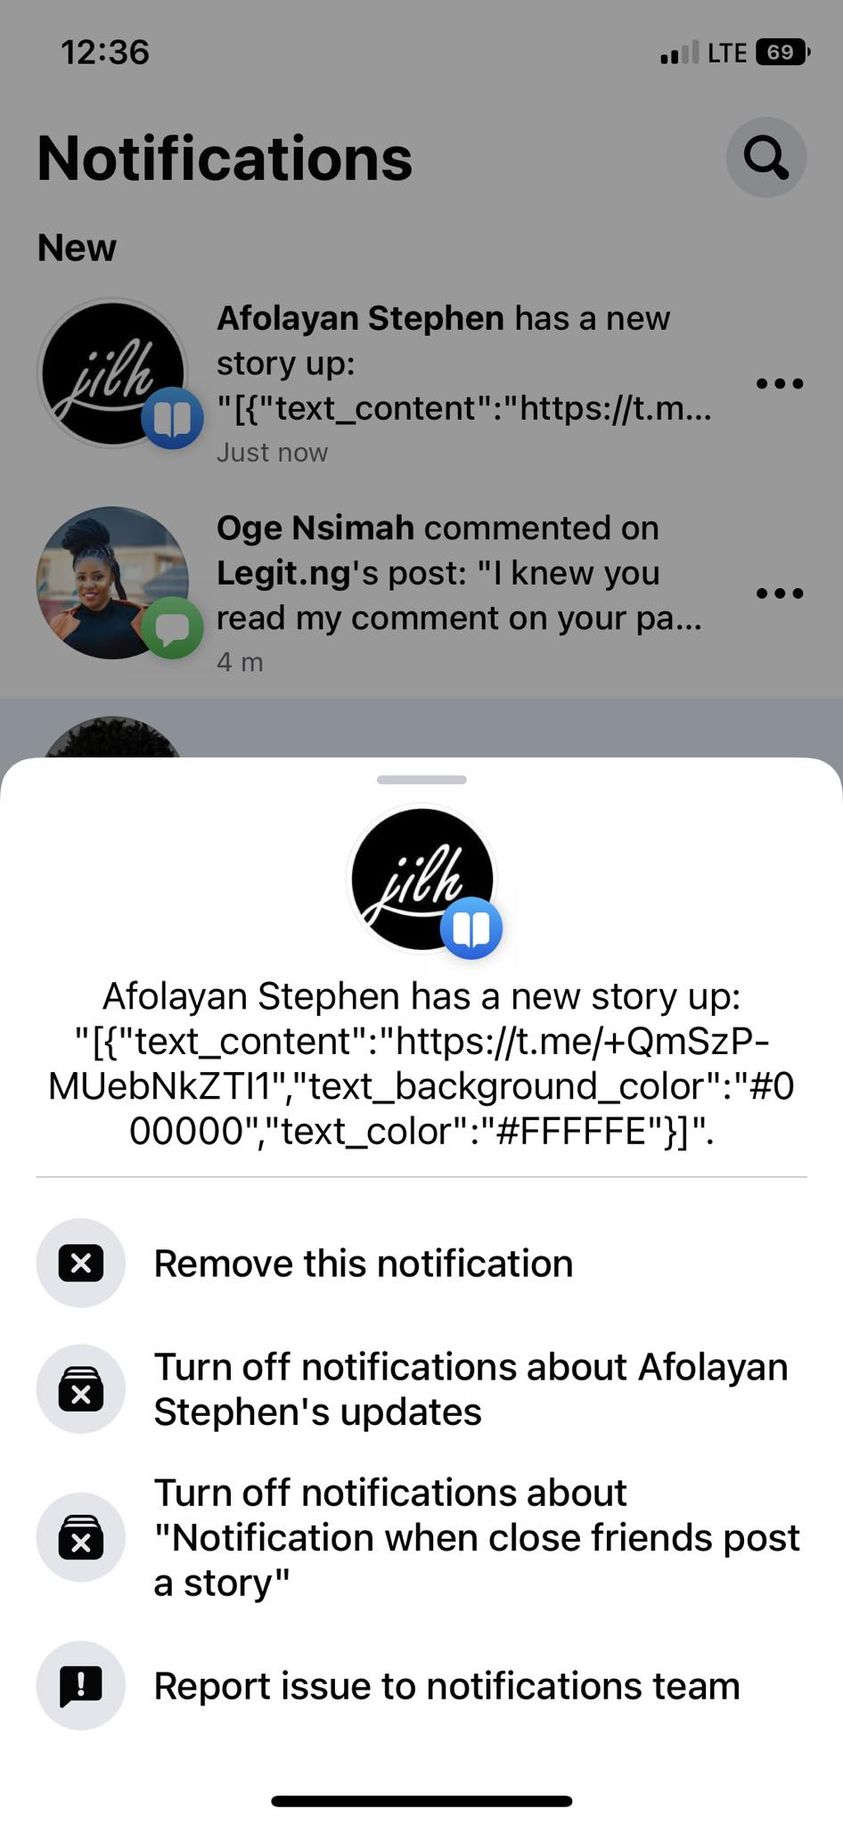 12:36
LTE 69
Notifications
New
Afolayan Stephen has a new
story up:
"[{"text_content":"https://t.m...
Just now
Oge Nsimah commented on
Legit.ng's post: "I knew you
read my comment on your pa...
4 m
jilh
Afolayan Stephen has a new story up:
"[{"text_content":"https://t.me/+QmSzP-
MUebNkZTI1","text_background_color":"#0
00000","text_color":"#FFFFFE"}]".
Remove this notification
Turn off notifications about Afolayan
Stephen's updates
Turn off notifications about
"Notification when close friends post
a story"
Report issue to notifications team